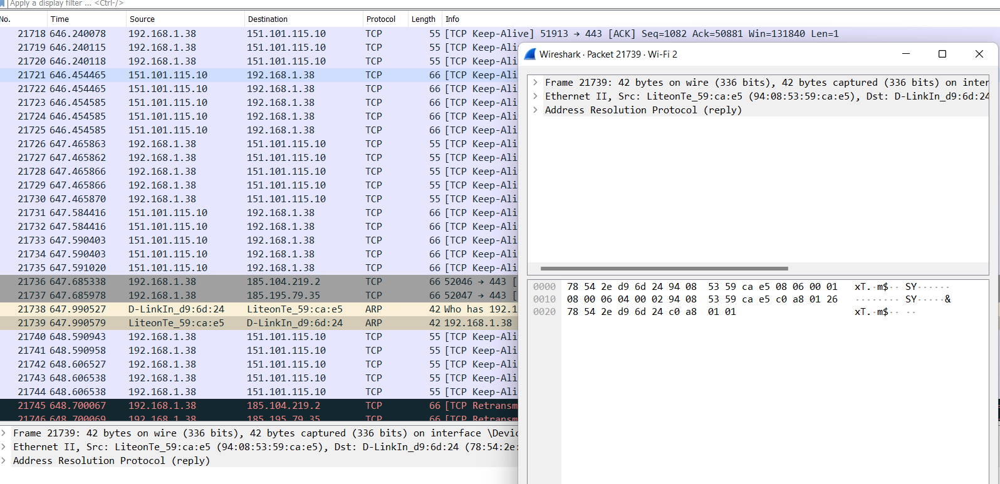 Apply a display filter ... <Ctrl-/>
No. Time Source Destination Protocol Length Info
21718 646.240078 192.168.1.38 151.101.115.10 TCP 55 [TCP Keep-Alive] 51913 → 443 [ACK] Seq=1082 Ack=50881 Win=131840 Len=1
21719 646.240115 192.168.1.38 151.101.115.10 TCP 55 [TCP Keep-Ali
21720 646.240118 192.168.1.38 151.101.115.10 TCP 55 [TCP Keep-Ali
21721 646.454465 151.101.115.10 192.168.1.38 TCP 66 [TCP Keep-Ali
21722 646.454465 151.101.115.10 192.168.1.38 TCP 66 [TCP Keep-Ali
21723 646.454585 151.101.115.10 192.168.1.38 TCP 66 [TCP Keep-Ali
21724 646.454585 151.101.115.10 192.168.1.38 TCP 66 [TCP Keep-Ali
21725 646.454585 151.101.115.10 192.168.1.38 TCP 66 [TCP Keep-Ali
21726 647.465863 192.168.1.38 151.101.115.10 TCP 55 [TCP Keep-Ali
21727 647.465862 192.168.1.38 151.101.115.10 TCP 55 [TCP Keep-Ali
21728 647.465866 192.168.1.38 151.101.115.10 TCP 55 [TCP Keep-Ali
21729 647.465866 192.168.1.38 151.101.115.10 TCP 55 [TCP Keep-Ali
21730 647.465870 192.168.1.38 151.101.115.10 TCP 55 [TCP Keep-Ali
21731 647.584416 151.101.115.10 192.168.1.38 TCP 66 [TCP Keep-Ali
21732 647.584416 151.101.115.10 192.168.1.38 TCP 66 [TCP Keep-Ali
21733 647.590403 151.101.115.10 192.168.1.38 TCP 66 [TCP Keep-Ali
21734 647.590403 151.101.115.10 192.168.1.38 TCP 66 [TCP Keep-Ali
21735 647.591020 151.101.115.10 192.168.1.38 TCP 66 [TCP Keep-Ali
21736 647.685338 192.168.1.38 185.104.219.2 TCP 66 52046 → 443 [
21737 647.685978 192.168.1.38 185.195.79.35 TCP 66 52047 → 443 [
21738 647.990527 D-LinkIn_d9:6d:24 LiteonTe_59:ca:e5 ARP 42 Who has 192.1
21739 647.990579 LiteonTe_59:ca:e5 D-LinkIn_d9:6d:24 ARP 42 192.168.1.38
21740 648.590943 192.168.1.38 151.101.115.10 TCP 55 [TCP Keep-Ali
21741 648.590958 192.168.1.38 151.101.115.10 TCP 55 [TCP Keep-Ali
21742 648.606527 192.168.1.38 151.101.115.10 TCP 55 [TCP Keep-Ali
21743 648.606538 192.168.1.38 151.101.115.10 TCP 55 [TCP Keep-Ali
21744 648.606538 192.168.1.38 151.101.115.10 TCP 55 [TCP Keep-Ali
21745 648.700067 192.168.1.38 185.104.219.2 TCP 66 [TCP Retransm
21746 648.700069 192.168.1.38 185.195.79.35 TCP 66 [TCP Retransm
Frame 21739: 42 bytes on wire (336 bits), 42 bytes captured (336 bits) on interface \Devic
Ethernet II, Src: LiteonTe_59:ca:e5 (94:08:53:59:ca:e5), Dst: D-LinkIn_d9:6d:24 (78:54:2e:
Address Resolution Protocol (reply)
Wireshark · Packet 21739 · Wi-Fi 2
Frame 21739: 42 bytes on wire (336 bits), 42 bytes captured (336 bits) on inter
Ethernet II, Src: LiteonTe_59:ca:e5 (94:08:53:59:ca:e5), Dst: D-LinkIn_d9:6d:24
Address Resolution Protocol (reply)
0000 78 54 2e d9 6d 24 94 08 53 59 ca e5 08 06 00 01 xT.·m$·· SY······
0010 08 00 06 04 00 02 94 08 53 59 ca e5 c0 a8 01 26 ········ SY·····&
0020 78 54 2e d9 6d 24 c0 a8 01 01 xT.·m$·· ··